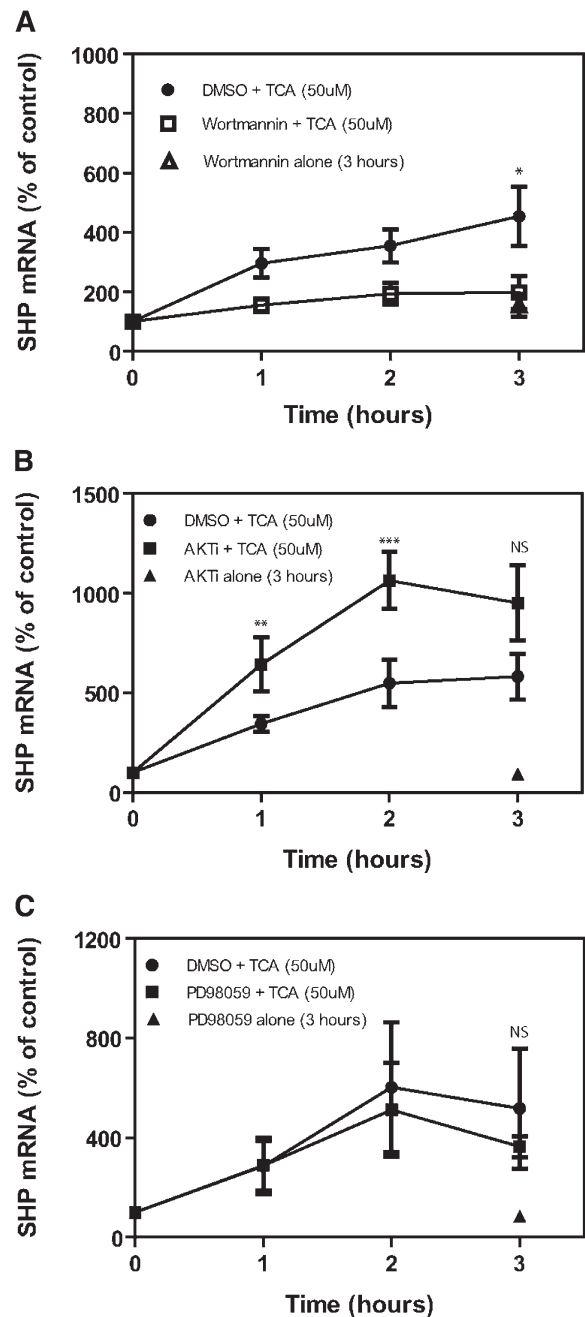 A
SHP mRNA (% of control)
1000
800
600
400
200
0
DMSO + TCA (50uM)
Wortmannin + TCA (50uM)
Wortmannin alone (3 hours)
*
0 1 2 3
Time (hours)
B
SHP mRNA (% of control)
1500
1000
500
0
DMSO + TCA (50uM)
AKTi + TCA (50uM)
AKTi alone (3 hours)
**
***
NS
0 1 2 3
Time (hours)
C
SHP mRNA (% of control)
1200
800
400
0
DMSO + TCA (50uM)
PD98059 + TCA (50uM)
PD98059 alone (3 hours)
NS
0 1 2 3
Time (hours)